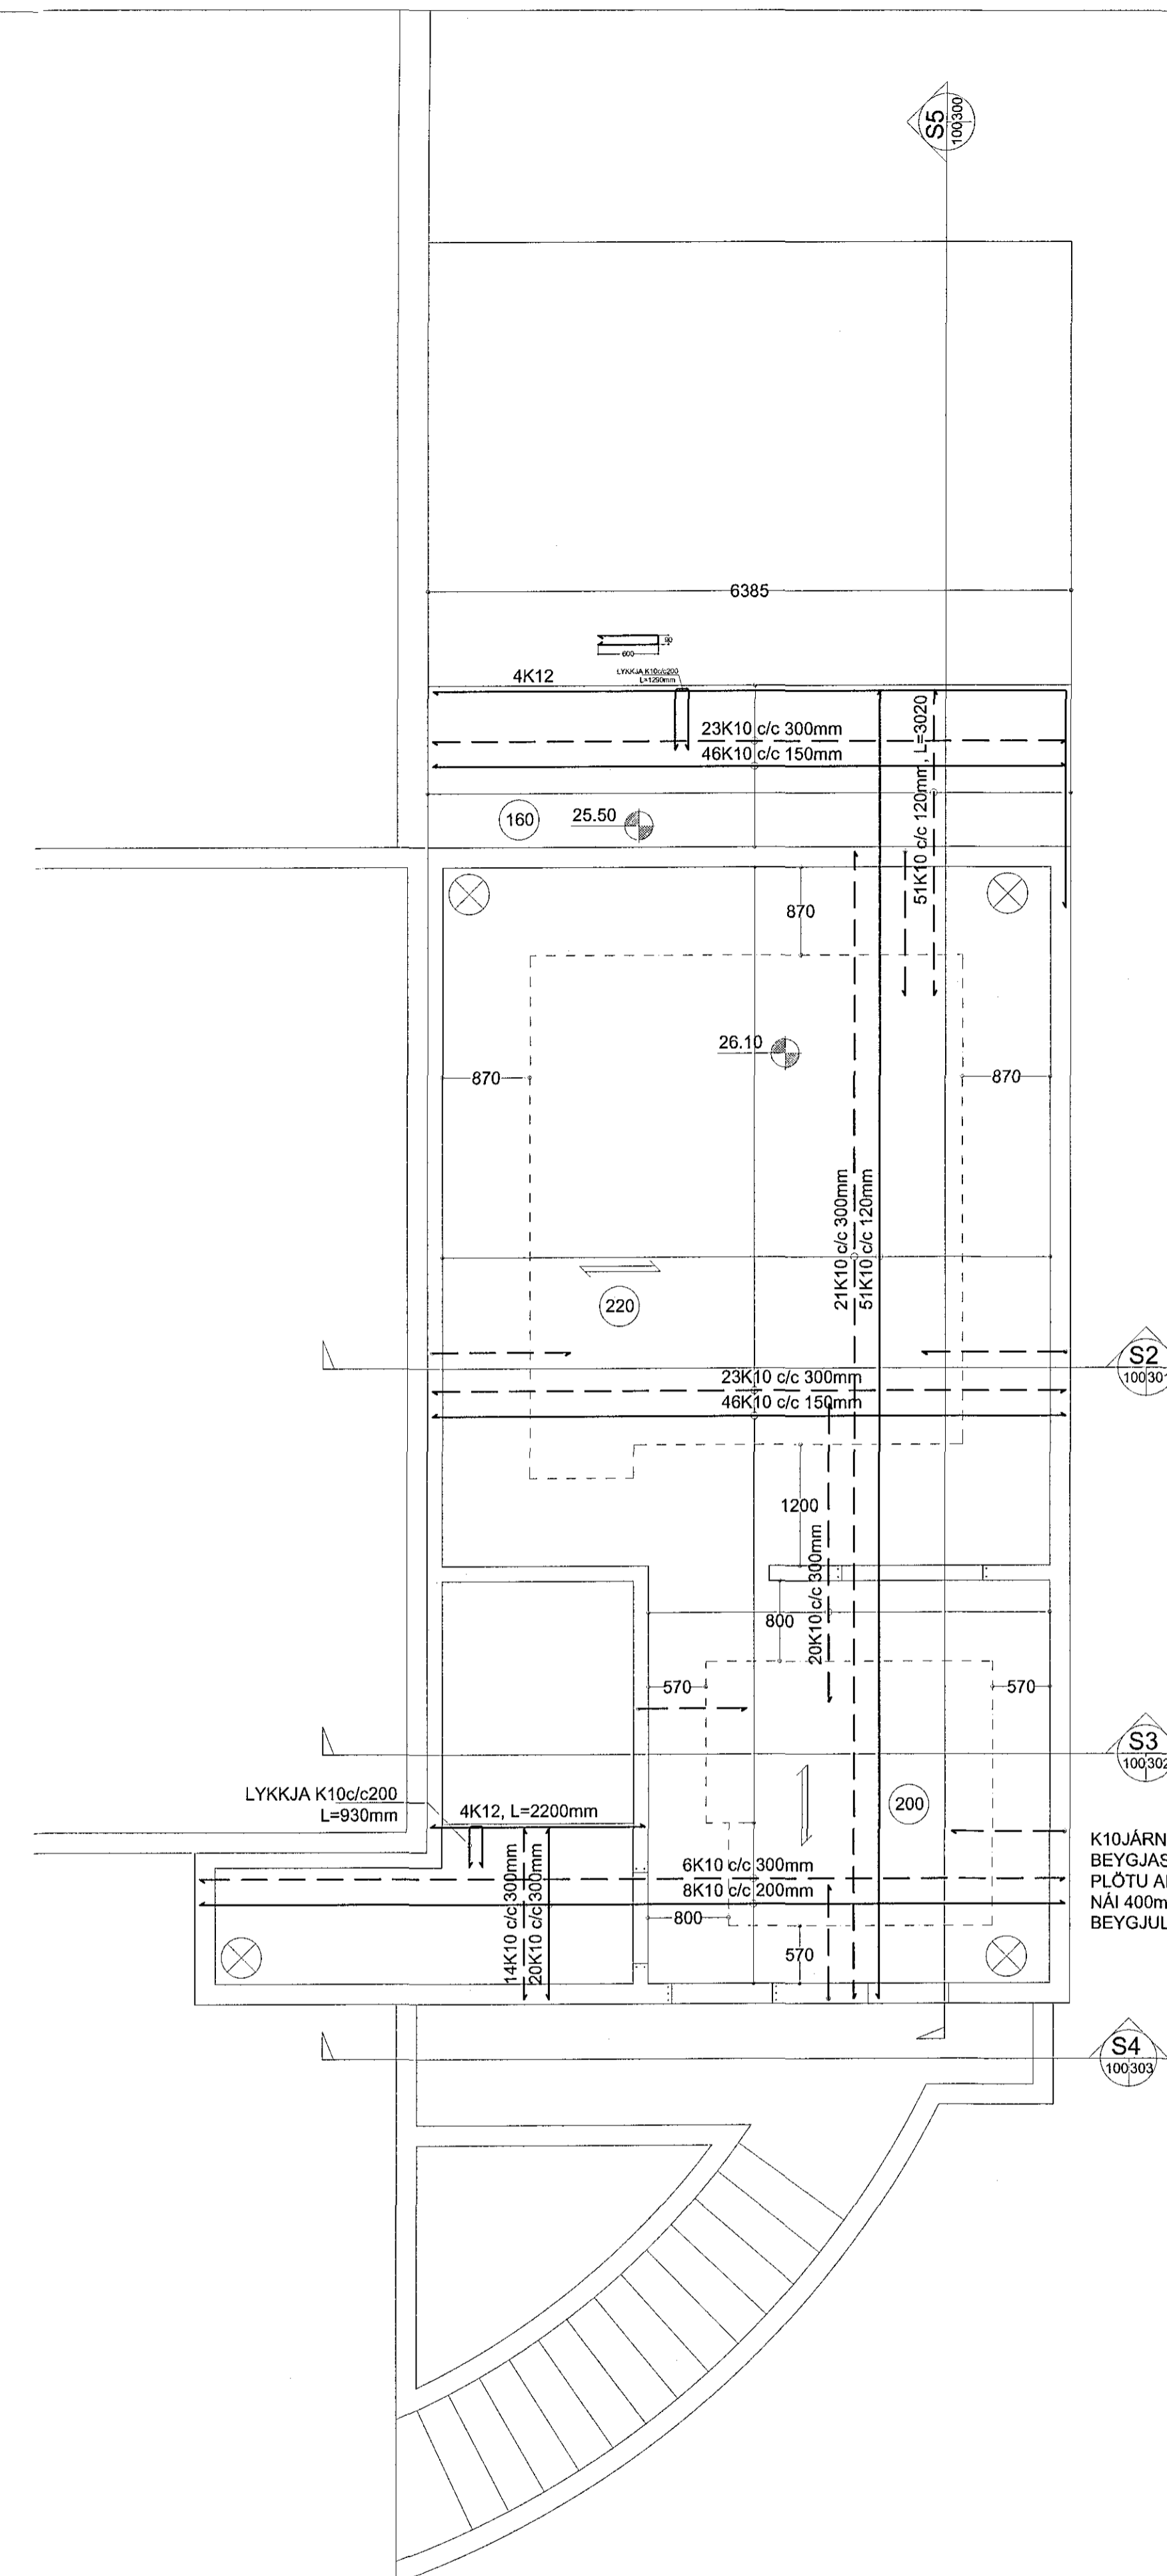 S5
100300
6385
90
600
LYKKJA K10c/c200
L=1290mm
4K12
23K10 c/c 300mm
46K10 c/c 150mm
51K10 c/c 120mm, L=3020
160
25.50
870
26.10
870
870
21K10 c/c 300mm
51K10 c/c 120mm
220
S2
100301
23K10 c/c 300mm
46K10 c/c 150mm
1200
20K10 c/c 300mm
800
570
570
S3
100302
LYKKJA K10c/c200
L=930mm
4K12, L=2200mm
200
K10JÁRN
BEYGJAS
PLÖTU
NÁI 400m
BEYGJUL
6K10 c/c 300mm
8K10 c/c 200mm
14K10 c/c 300mm
20K10 c/c 300mm
800
570
S4
100303